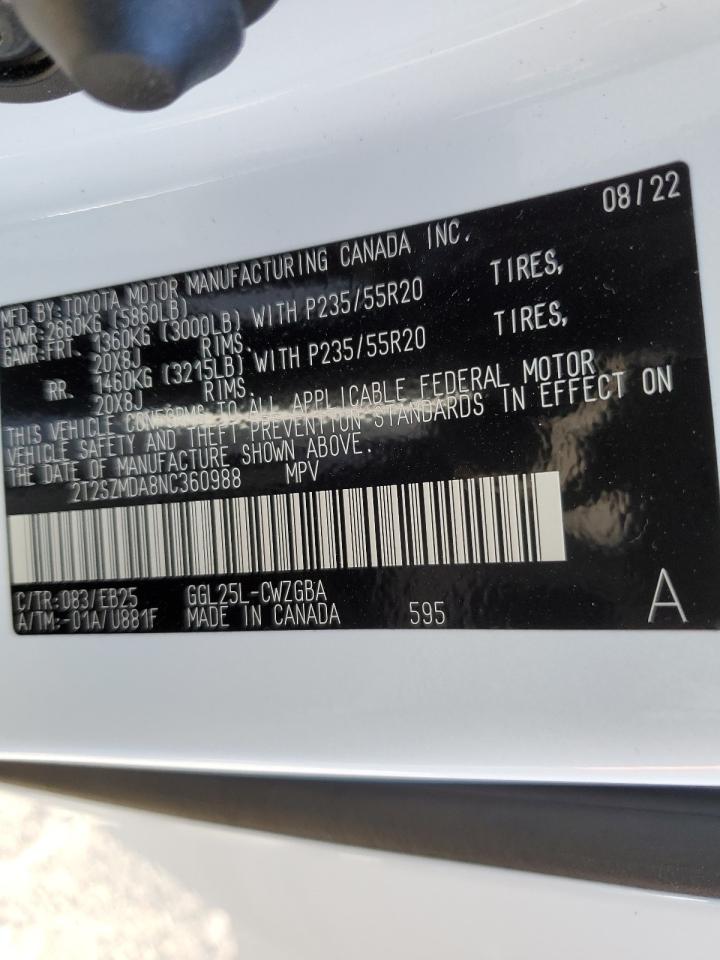 08/22
MFD. BY: TOYOTA MOTOR MANUFACTURING CANADA INC.
GVWR: 2660KG (5860LB)
GAWR: FRT. 1360KG (3000LB) WITH P235/55R20 TIRES,
20X8J RIMS.
RR. 1460KG (3215LB) WITH P235/55R20 TIRES,
20X8J RIMS.
THIS VEHICLE CONFORMS TO ALL APPLICABLE FEDERAL MOTOR
VEHICLE SAFETY AND THEFT PREVENTION STANDARDS IN EFFECT ON
THE DATE OF MANUFACTURE SHOWN ABOVE.
2T2SZMDA8NC360988 MPV
C/TR: 083/EB25 GGL25L-CWZGBA
A/TM: -01A/U881F MADE IN CANADA 595 A